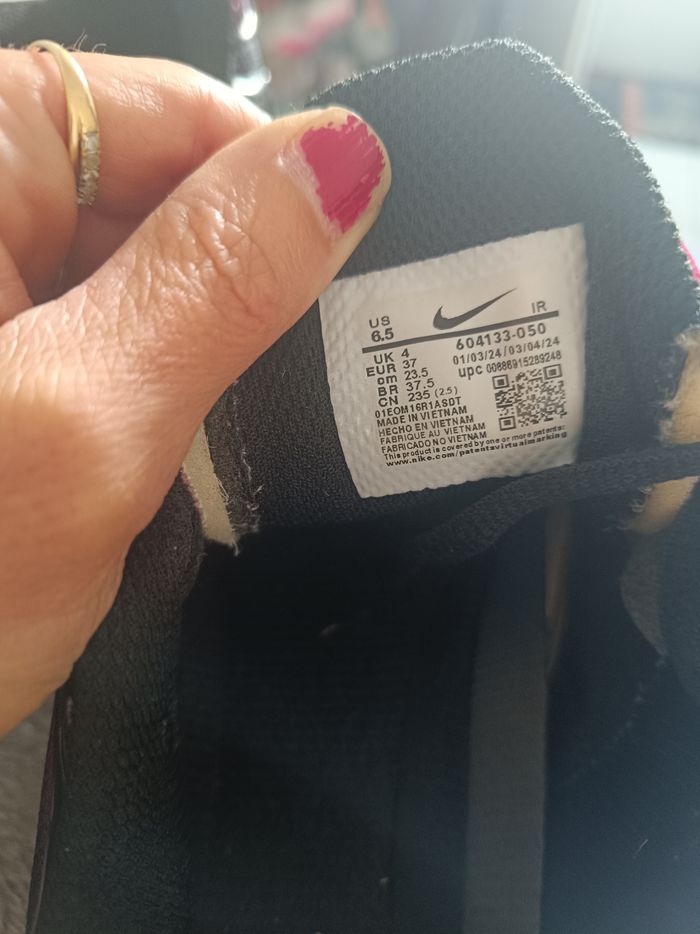 US IR
6.5 604133-050
UK 4 01/03/24/03/04/24
EUR 37 upc 00886915289248
cm 23.5
BR 37.5
CN 235 (2.5)
01EOM16R1ASDT
MADE IN VIETNAM
HECHO EN VIETNAM
FABRIQUE AU VIETNAM
FABRICADO NO VIETNAM
This product is covered by one or more patents:
www.nike.com/patentsvirtualmarking